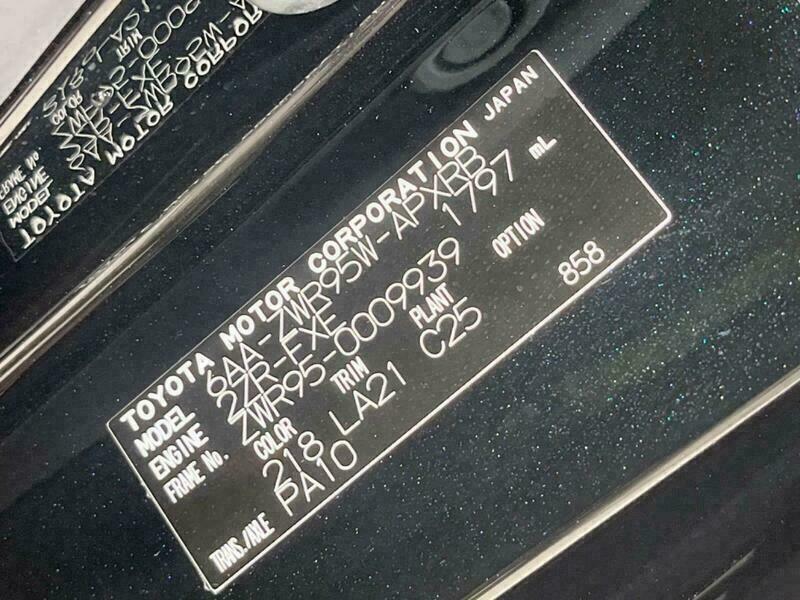 TOYOTA MOTOR CORPORATION JAPAN
MODEL 6AA-ZWR95W-APXRB
ENGINE 2ZR-FXE 1797 mL
FRAME No. ZWR95-0009939
COLOR TRIM PLANT OPTION
218 LA21 C25 858
TRANS./AXLE PA10